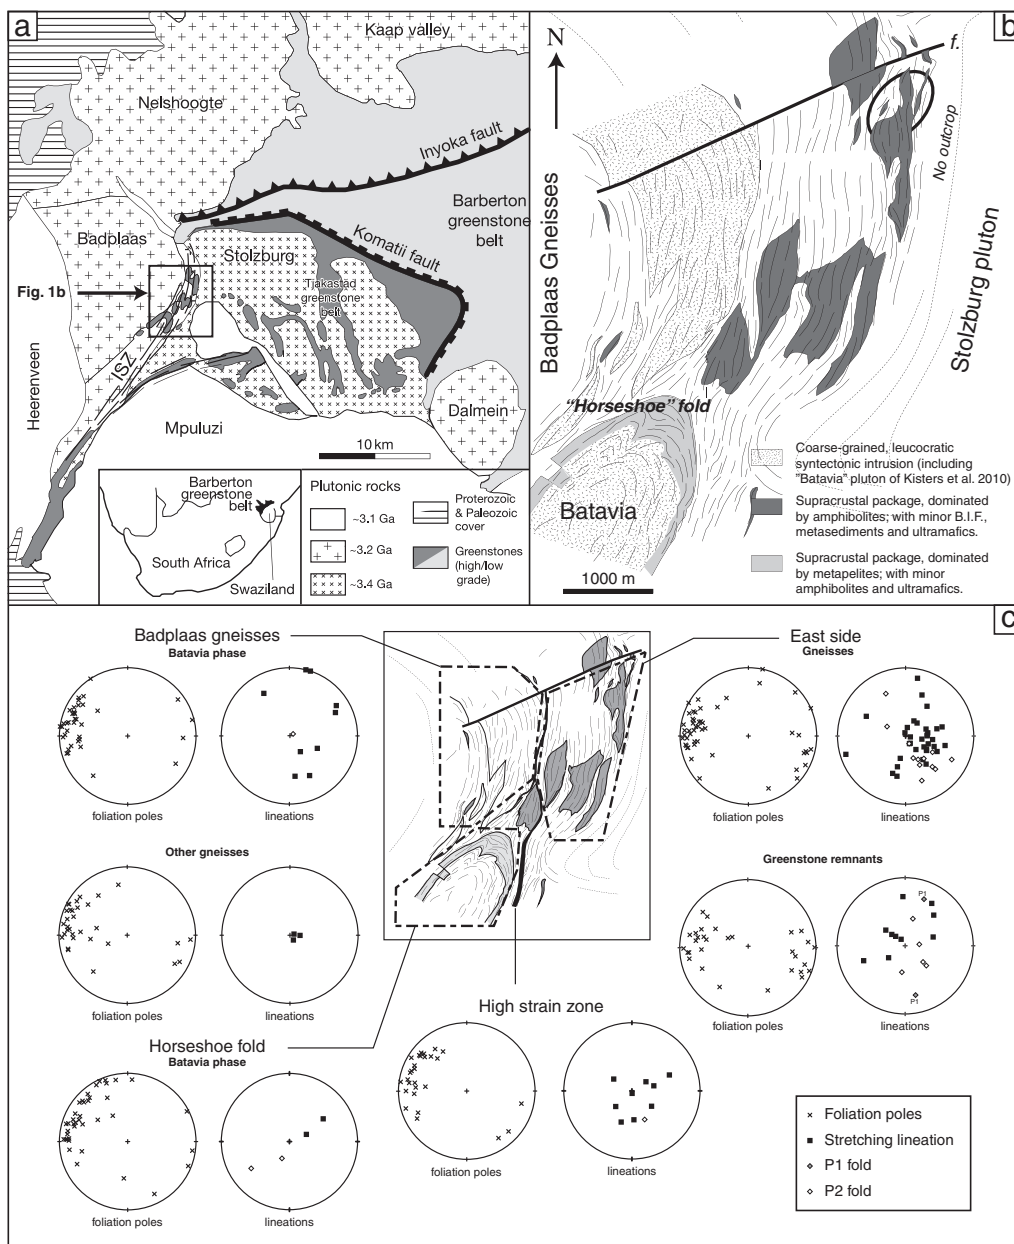 a
Kaap valley
Nelshoogte
Inyoka fault
Barberton
greenstone
belt
Badplaas
Komatii fault
Stolzburg
Tjakastad
greenstone
belt
Fig. 1b
ISZ
Heerenveen
Mpuluzi
Dalmein
10 km
Barberton
greenstone
belt
South Africa
Swaziland
Plutonic rocks
~3.1 Ga
~3.2 Ga
~3.4 Ga
Proterozoic
& Paleozoic
cover
Greenstones
(high/low
grade)
b
N
f.
No outcrop
Badplaas Gneisses
Stolzburg pluton
"Horseshoe" fold
Batavia
1000 m
Coarse-grained, leucocratic
syntectonic intrusion (including
"Batavia" pluton of Kisters et al. 2010)
Supracrustal package, dominated
by amphibolites; with minor B.I.F.,
metasediments and ultramafics.
Supracrustal package, dominated
by metapelites; with minor
amphibolites and ultramafics.
c
Badplaas gneisses
Batavia phase
foliation poles
lineations
Other gneisses
foliation poles
lineations
Horseshoe fold
Batavia phase
foliation poles
lineations
High strain zone
foliation poles
lineations
East side
Gneisses
foliation poles
lineations
Greenstone remnants
P1
P1
foliation poles
lineations
Foliation poles
Stretching lineation
P1 fold
P2 fold